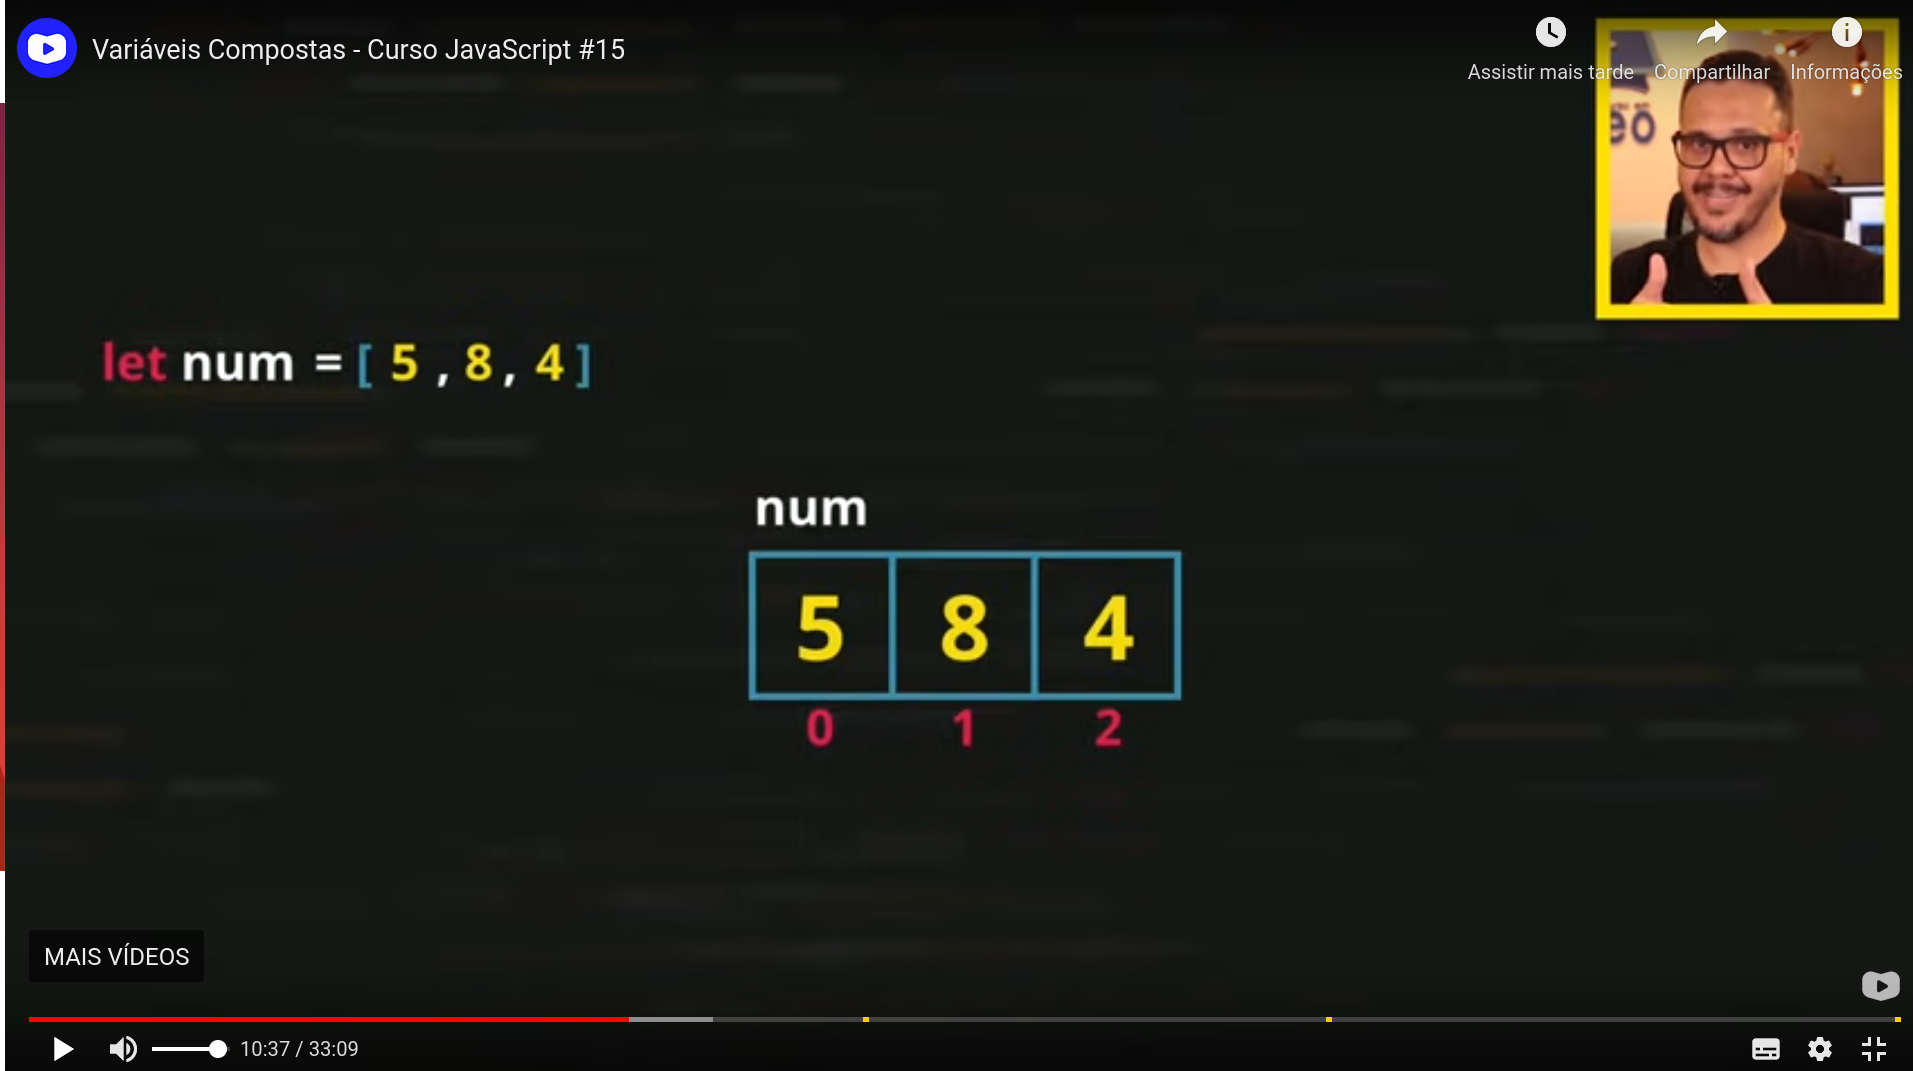 Variáveis Compostas - Curso JavaScript #15
Assistir mais tarde
Compartilhar
Informações
let num = [ 5 , 8 , 4 ]
num
5 8 4
0 1 2
MAIS VÍDEOS
10:37 / 33:09